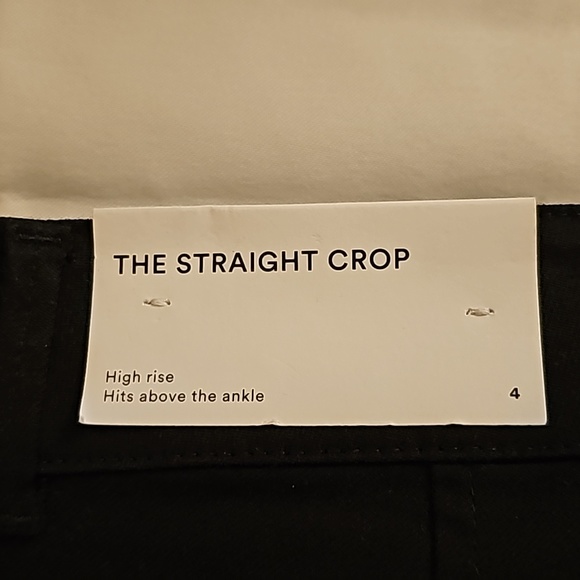 THE STRAIGHT CROP
High rise
Hits above the ankle
4